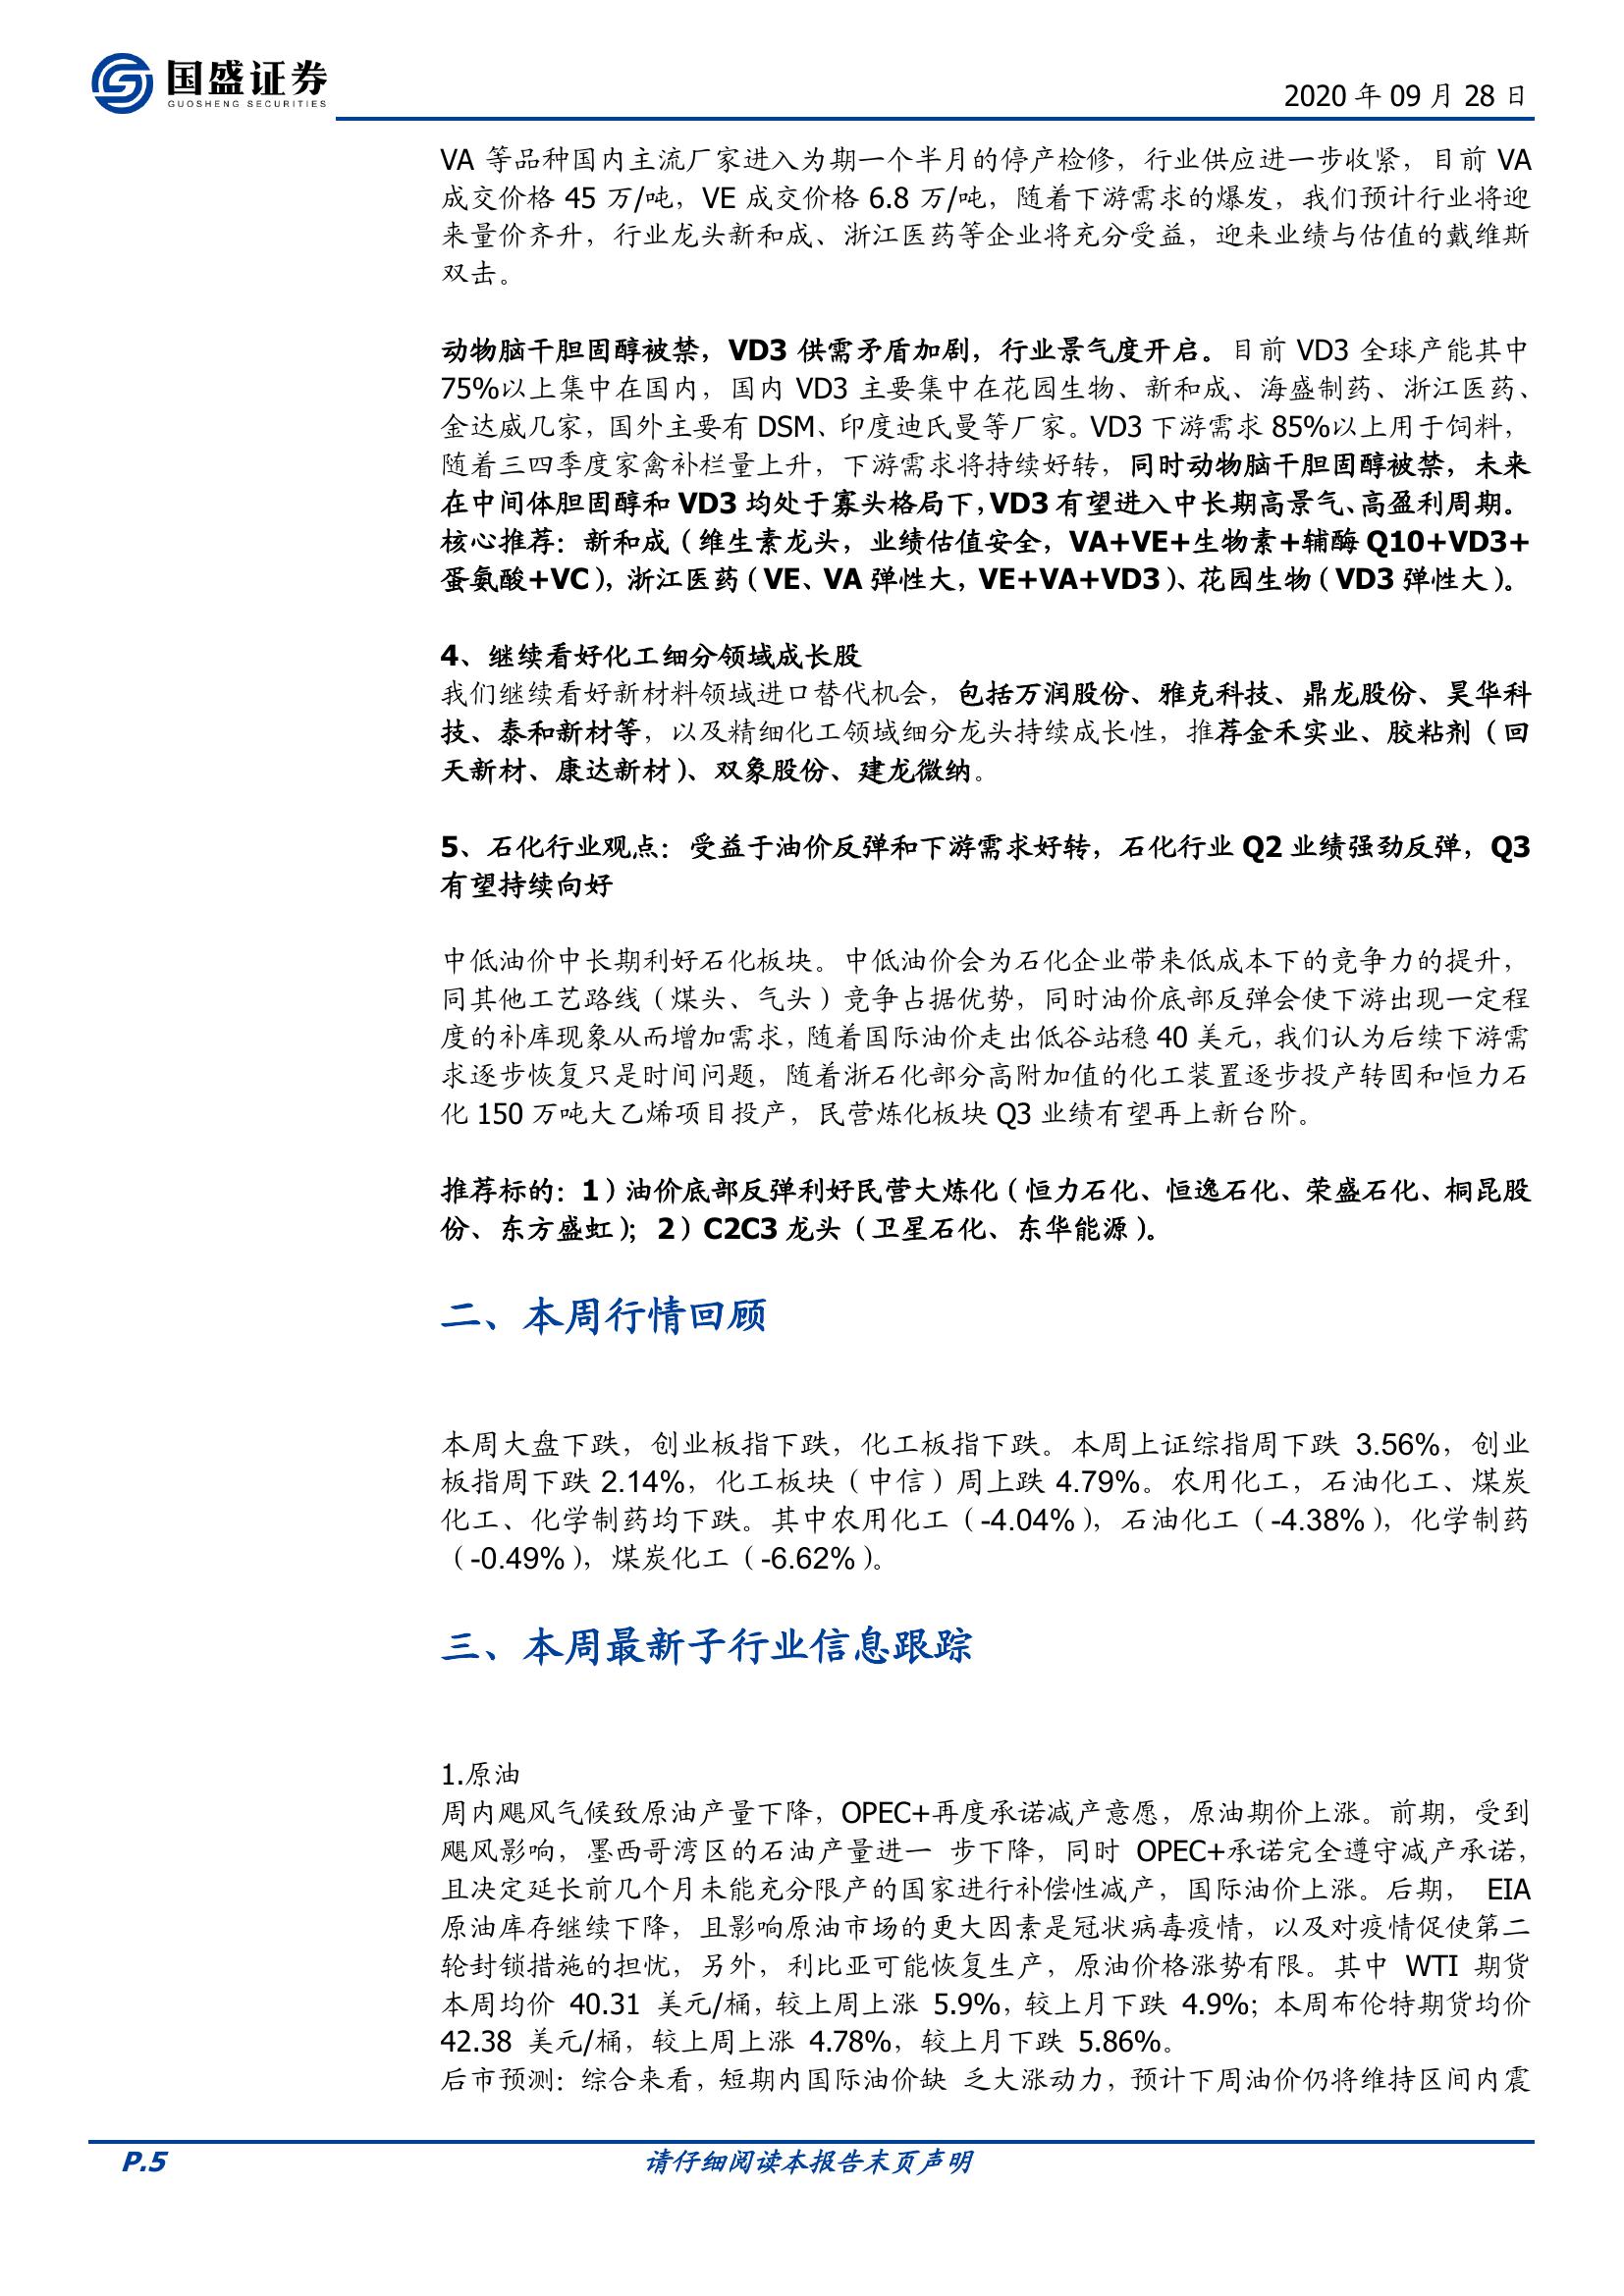 国盛证券
GUOSHENG SECURITIES
2020 年 09 月 28 日
VA 等品种国内主流厂家进入为期一个半月的停产检修，行业供应进一步收紧，目前 VA
成交价格 45 万/吨，VE 成交价格 6.8 万/吨，随着下游需求的爆发，我们预计行业将迎
来量价齐升，行业龙头新和成、浙江医药等企业将充分受益，迎来业绩与估值的戴维斯
双击。
动物脑干胆固醇被禁，VD3 供需矛盾加剧，行业景气度开启。目前 VD3 全球产能其中
75%以上集中在国内，国内 VD3 主要集中在花园生物、新和成、海盛制药、浙江医药、
金达威几家，国外主要有 DSM、印度迪氏曼等厂家。VD3 下游需求 85%以上用于饲料，
随着三四季度家禽补栏量上升，下游需求将持续好转，同时动物脑干胆固醇被禁，未来
在中间体胆固醇和 VD3 均处于寡头格局下，VD3 有望进入中长期高景气、高盈利周期。
核心推荐：新和成（维生素龙头，业绩估值安全，VA+VE+生物素+辅酶 Q10+VD3+
蛋氨酸+VC），浙江医药（VE、VA 弹性大，VE+VA+VD3）、花园生物（VD3 弹性大）。
4、继续看好化工细分领域成长股
我们继续看好新材料领域进口替代机会，包括万润股份、雅克科技、鼎龙股份、昊华科
技、泰和新材等，以及精细化工领域细分龙头持续成长性，推荐金禾实业、胶粘剂（回
天新材、康达新材）、双象股份、建龙微纳。
5、石化行业观点：受益于油价反弹和下游需求好转，石化行业 Q2 业绩强劲反弹，Q3
有望持续向好
中低油价中长期利好石化板块。中低油价会为石化企业带来低成本下的竞争力的提升，
同其他工艺路线（煤头、气头）竞争占据优势，同时油价底部反弹会使下游出现一定程
度的补库现象从而增加需求，随着国际油价走出低谷站稳 40 美元，我们认为后续下游需
求逐步恢复只是时间问题，随着浙石化部分高附加值的化工装置逐步投产转固和恒力石
化 150 万吨大乙烯项目投产，民营炼化板块 Q3 业绩有望再上新台阶。
推荐标的：1）油价底部反弹利好民营大炼化（恒力石化、恒逸石化、荣盛石化、桐昆股
份、东方盛虹）；2）C2C3 龙头（卫星石化、东华能源）。
二、本周行情回顾
本周大盘下跌，创业板指下跌，化工板指下跌。本周上证综指周下跌 3.56%，创业
板指周下跌 2.14%，化工板块（中信）周上跌 4.79%。农用化工，石油化工、煤炭
化工、化学制药均下跌。其中农用化工（-4.04%），石油化工（-4.38%），化学制药
（-0.49%），煤炭化工（-6.62%）。
三、本周最新子行业信息跟踪
1.原油
周内飓风气候致原油产量下降，OPEC+再度承诺减产意愿，原油期价上涨。前期，受到
飓风影响，墨西哥湾区的石油产量进一 步下降，同时 OPEC+承诺完全遵守减产承诺，
且决定延长前几个月未能充分限产的国家进行补偿性减产，国际油价上涨。后期， EIA
原油库存继续下降，且影响原油市场的更大因素是冠状病毒疫情，以及对疫情促使第二
轮封锁措施的担忧，另外，利比亚可能恢复生产，原油价格涨势有限。其中 WTI 期货
本周均价 40.31 美元/桶，较上周上涨 5.9%，较上月下跌 4.9%；本周布伦特期货均价
42.38 美元/桶，较上周上涨 4.78%，较上月下跌 5.86%。
后市预测：综合来看，短期内国际油价缺 乏大涨动力，预计下周油价仍将维持区间内震
P.5
请仔细阅读本报告末页声明